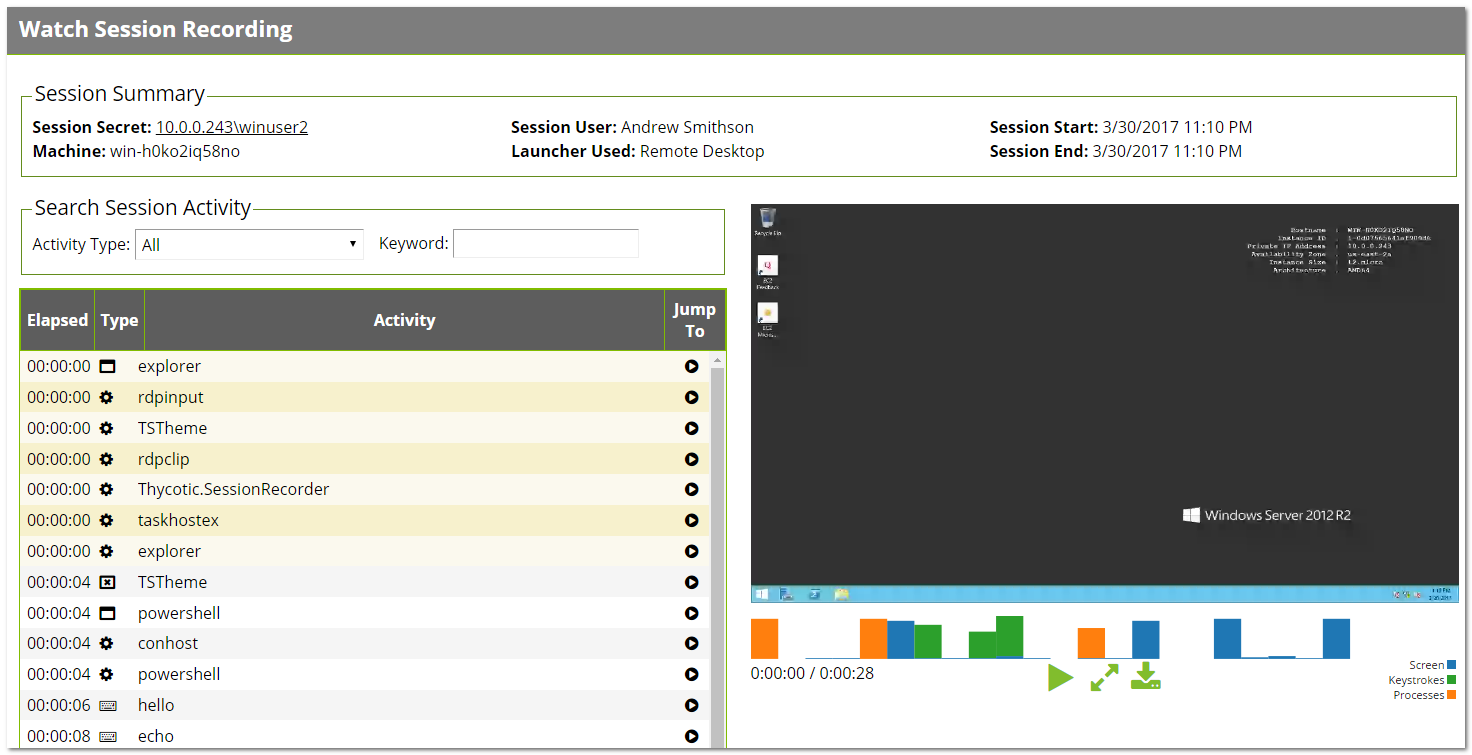 Watch Session Recording
Session Summary
Session Secret: 10.0.0.243\winuser2
Machine: win-h0ko2iq58no
Session User: Andrew Smithson
Launcher Used: Remote Desktop
Session Start: 3/30/2017 11:10 PM
Session End: 3/30/2017 11:10 PM
Search Session Activity
Activity Type: All
Keyword:
Elapsed Type Activity Jump To
00:00:00 explorer
00:00:00 rdpinput
00:00:00 TSTheme
00:00:00 rdpclip
00:00:00 Thycotic.SessionRecorder
00:00:00 taskhostex
00:00:00 explorer
00:00:04 TSTheme
00:00:04 powershell
00:00:04 conhost
00:00:04 powershell
00:00:06 hello
00:00:08 echo
Recycle Bin
EC2
Feedback
EC2
Hostname :
Instance ID :
Private IP Address : 10.0.0.243
Availability Zone : us-east-2a
Instance Size : t2.micro
Architecture : AMD64
Windows Server 2012 R2
0:00:00 / 0:00:28
Screen
Keystrokes
Processes